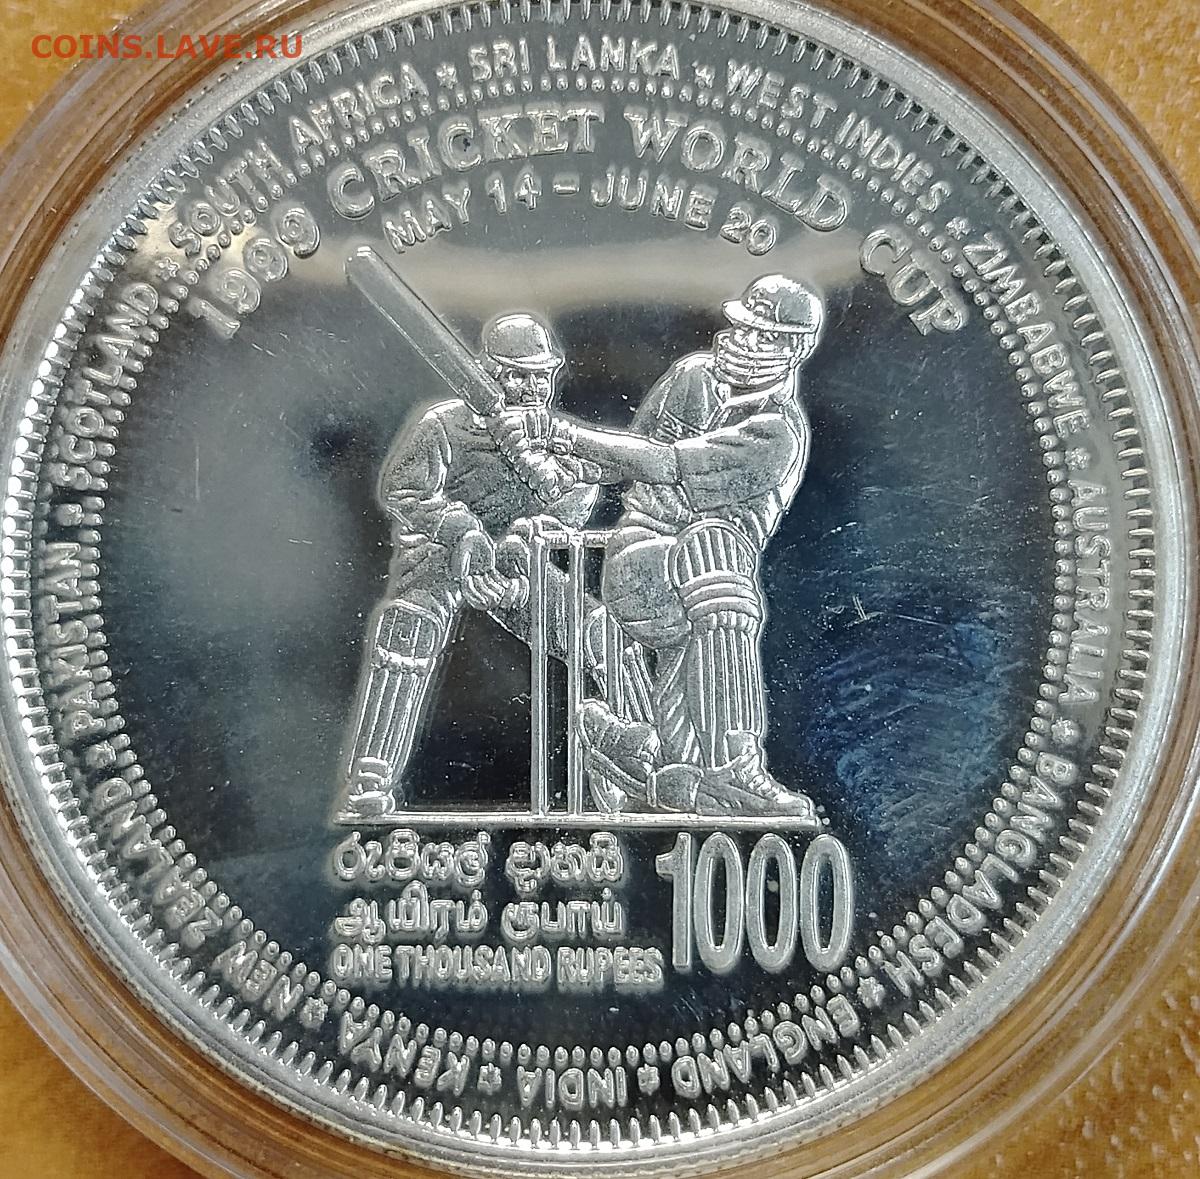 COINS.LAVE.RU
SRI LANKA * WEST INDIES * ZIMBABWE * AUSTRALIA * BANGLADESH * ENGLAND * INDIA * KENYA * NEW ZEALAND * PAKISTAN * SCOTLAND * SOUTH AFRICA *
1999 CRICKET WORLD CUP
MAY 14 - JUNE 20
රුපියල් දාහයි
ஆயிரம் ரூபாய்
ONE THOUSAND RUPEES
1000